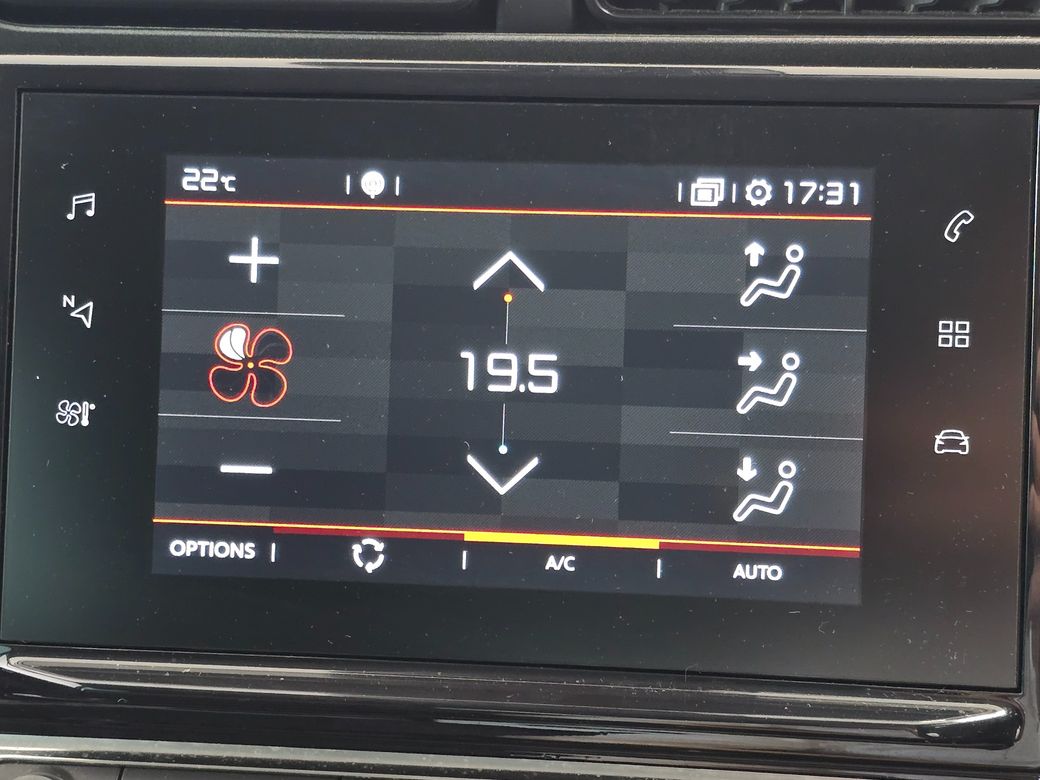 22°C
17:31
N
19.5
OPTIONS
A/C
AUTO